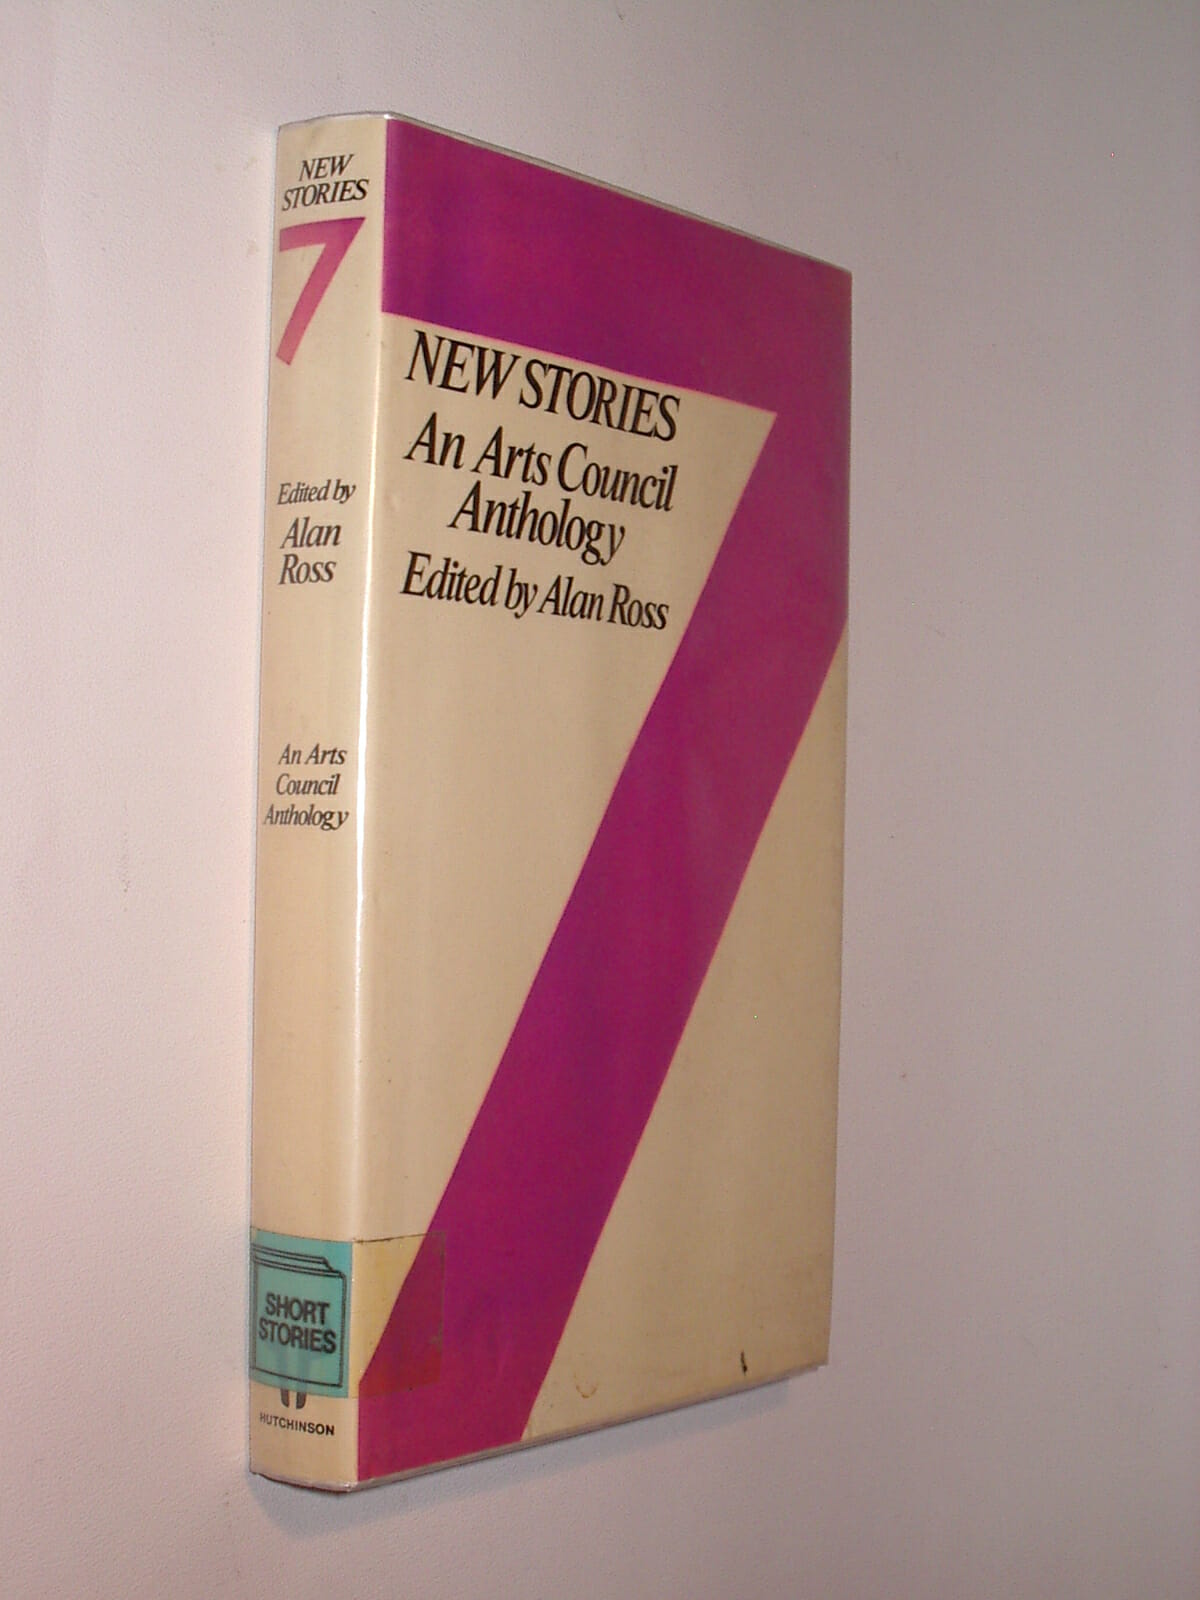 NEW
STORIES
7
Edited by
Alan
Ross
An Arts
Council
Anthology
SHORT
STORIES
HUTCHINSON
NEW STORIES
An Arts Council
Anthology
Edited by Alan Ross
7